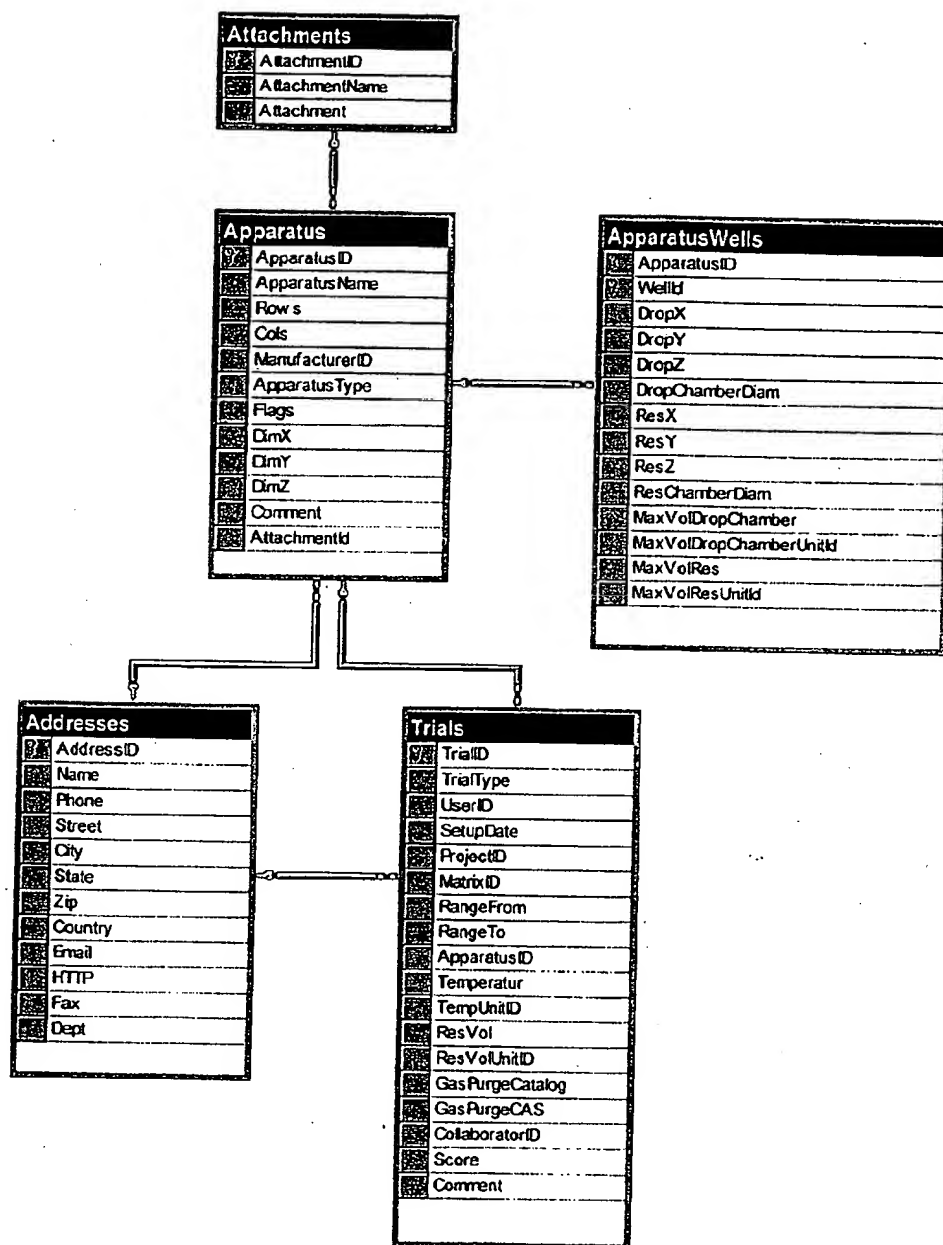 Attachments
AttachmentID
AttachmentName
Attachment
Apparatus
ApparatusID
ApparatusName
Rows
Cols
ManufacturerID
ApparatusType
Flags
DimX
DimY
DimZ
Comment
AttachmentId
ApparatusWells
ApparatusID
WellId
DropX
DropY
DropZ
DropChamberDiam
ResX
ResY
ResZ
ResChamberDiam
MaxVolDropChamber
MaxVolDropChamberUnitId
MaxVolRes
MaxVolResUnitId
Addresses
AddressID
Name
Phone
Street
City
State
Zip
Country
Email
HTTP
Fax
Dept
Trials
TrialID
TrialType
UserID
SetupDate
ProjectID
MatrixID
RangeFrom
RangeTo
ApparatusID
Temperatur
TempUnitID
ResVol
ResVolUnitID
GasPurgeCatalog
GasPurgeCAS
CollaboratorID
Score
Comment